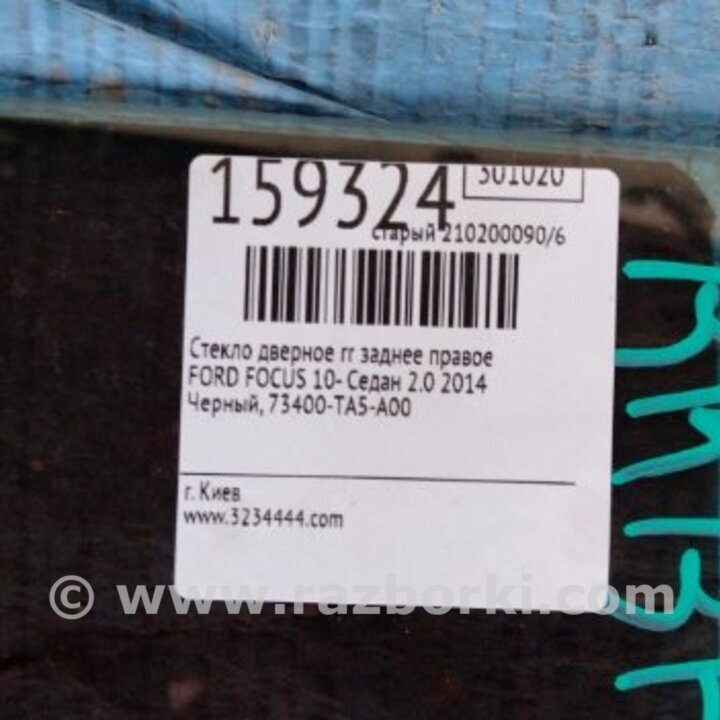 159324
301020
старый 210200090/6
Стекло дверное rr заднее правое
FORD FOCUS 10- Седан 2.0 2014
Черный, 73400-TA5-A00
г. Киев
www.3234444.com
© www.razborki.com